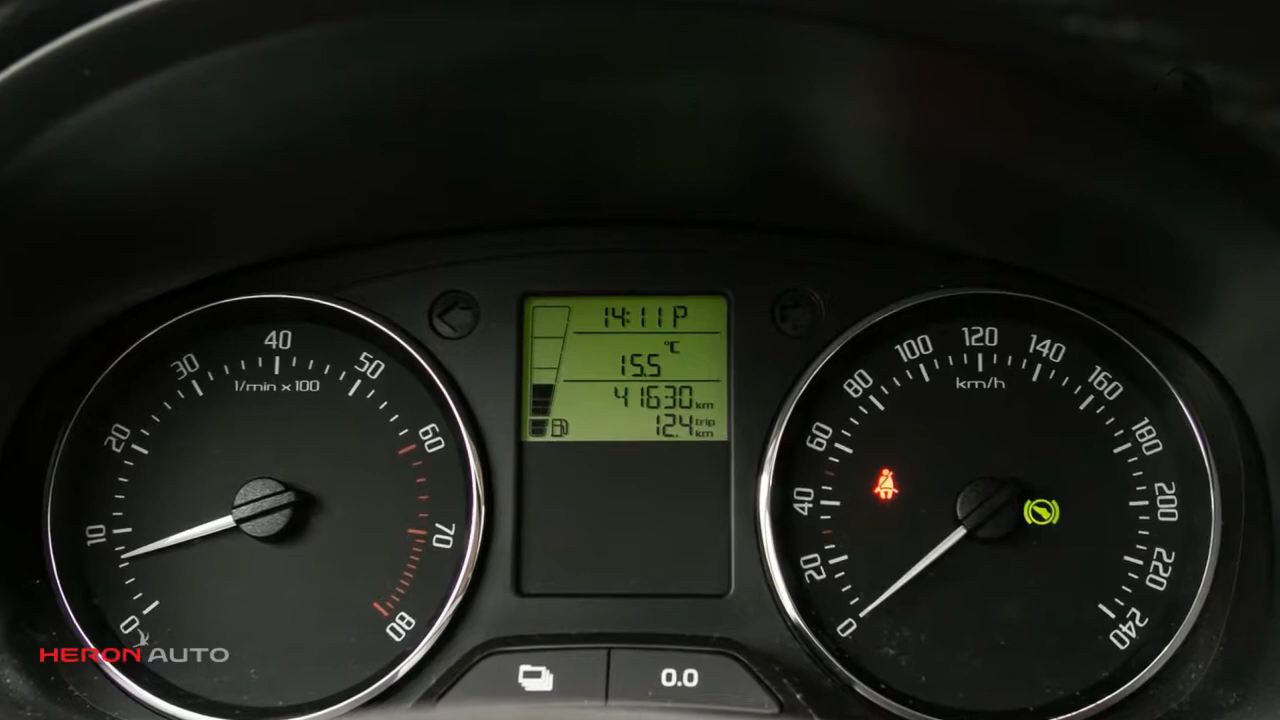 14:11 P
°C
15.5
41630 km
12.4 trip km
0 10 20 30 40 50 60 70 80
1/min x 100
0 20 40 60 80 100 120 140 160 180 200 220 240
km/h
0.0
HERON AUTO